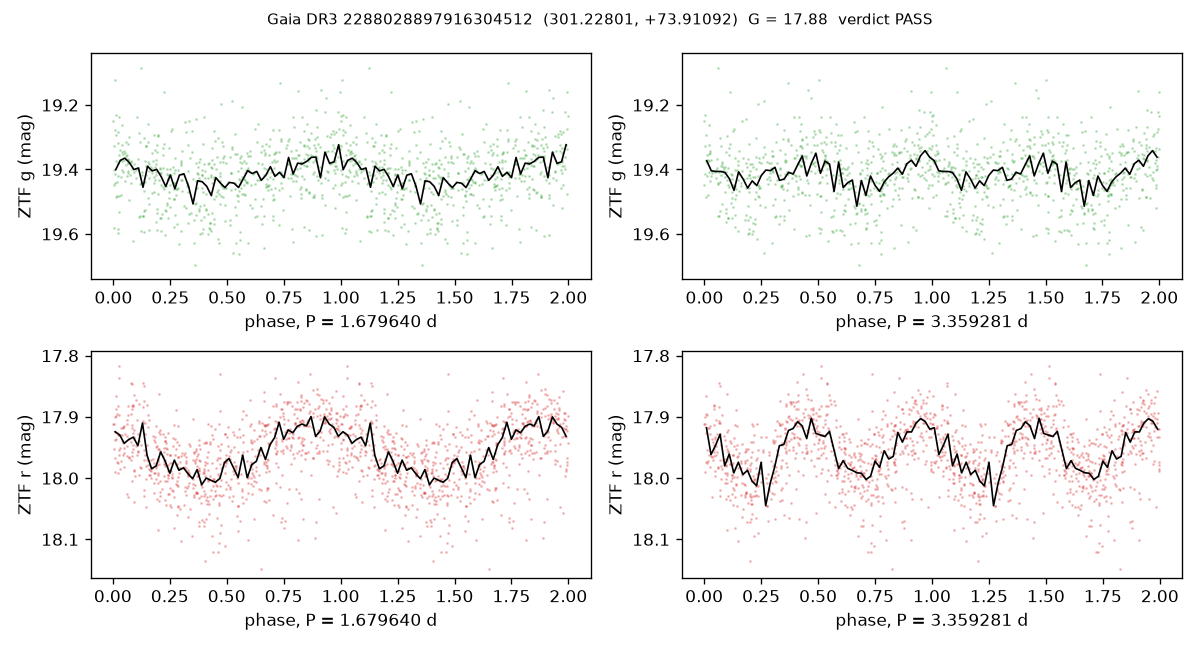 Gaia DR3 2288028897916304512 (301.22801, +73.91092) G = 17.88 verdict PASS
ZTF g (mag)
19.2
19.4
19.6
0.00 0.25 0.50 0.75 1.00 1.25 1.50 1.75 2.00
phase, P = 1.679640 d
ZTF g (mag)
19.2
19.4
19.6
0.00 0.25 0.50 0.75 1.00 1.25 1.50 1.75 2.00
phase, P = 3.359281 d
ZTF r (mag)
17.8
17.9
18.0
18.1
0.00 0.25 0.50 0.75 1.00 1.25 1.50 1.75 2.00
phase, P = 1.679640 d
ZTF r (mag)
17.8
17.9
18.0
18.1
0.00 0.25 0.50 0.75 1.00 1.25 1.50 1.75 2.00
phase, P = 3.359281 d